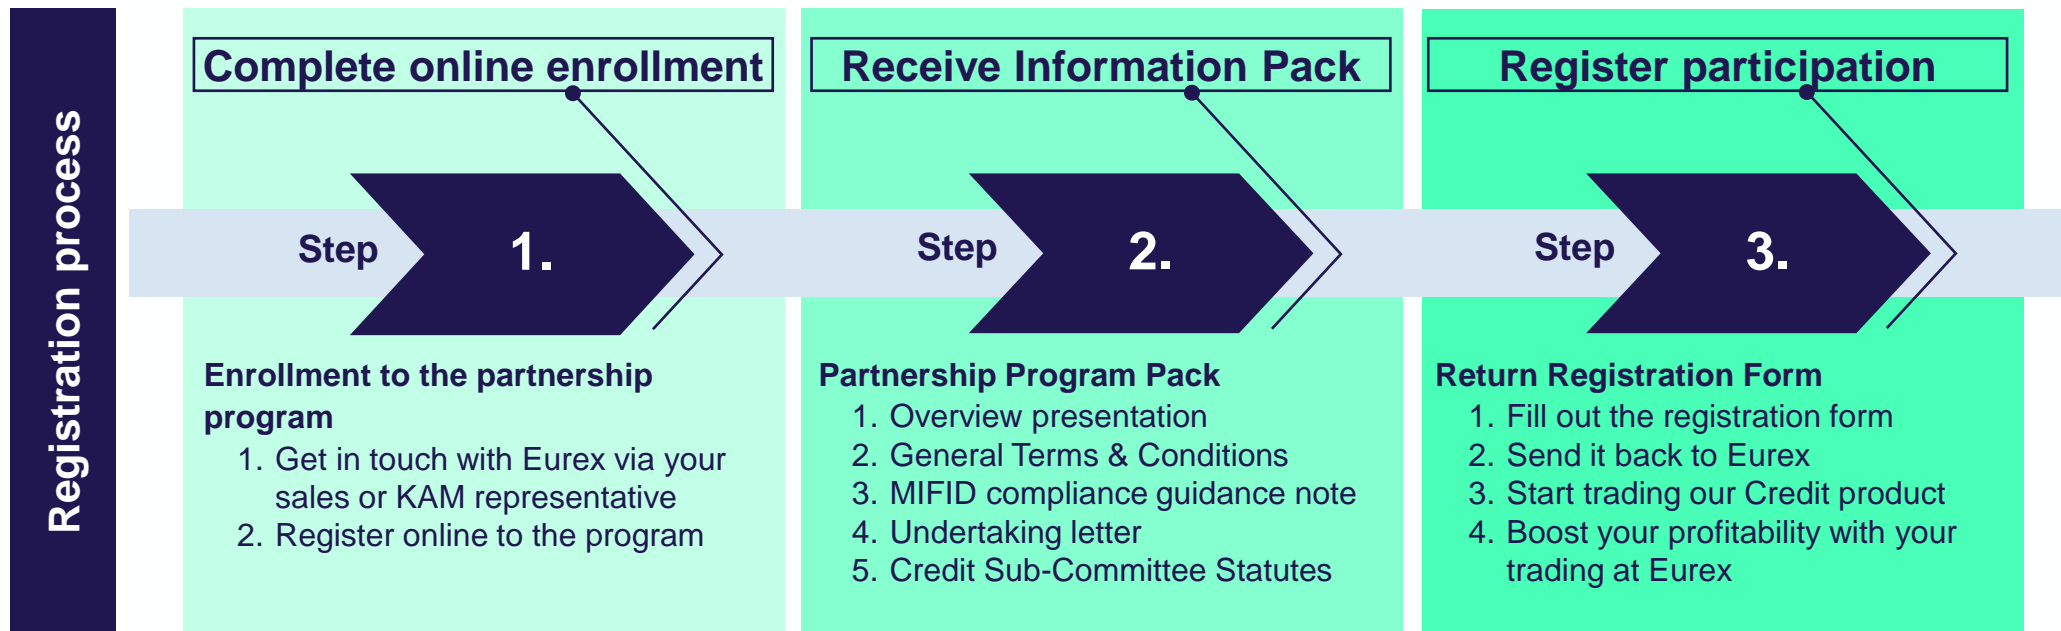 Registration process
Complete online enrollment
Step
1.
Enrollment to the partnership
program
1. Get in touch with Eurex via your
sales or KAM representative
2. Register online to the program
Receive Information Pack
Step
2.
Partnership Program Pack
1. Overview presentation
2. General Terms & Conditions
3. MIFID compliance guidance note
4. Undertaking letter
5. Credit Sub-Committee Statutes
Register participation
Step
3.
Return Registration Form
1. Fill out the registration form
2. Send it back to Eurex
3. Start trading our Credit product
4. Boost your profitability with your
trading at Eurex